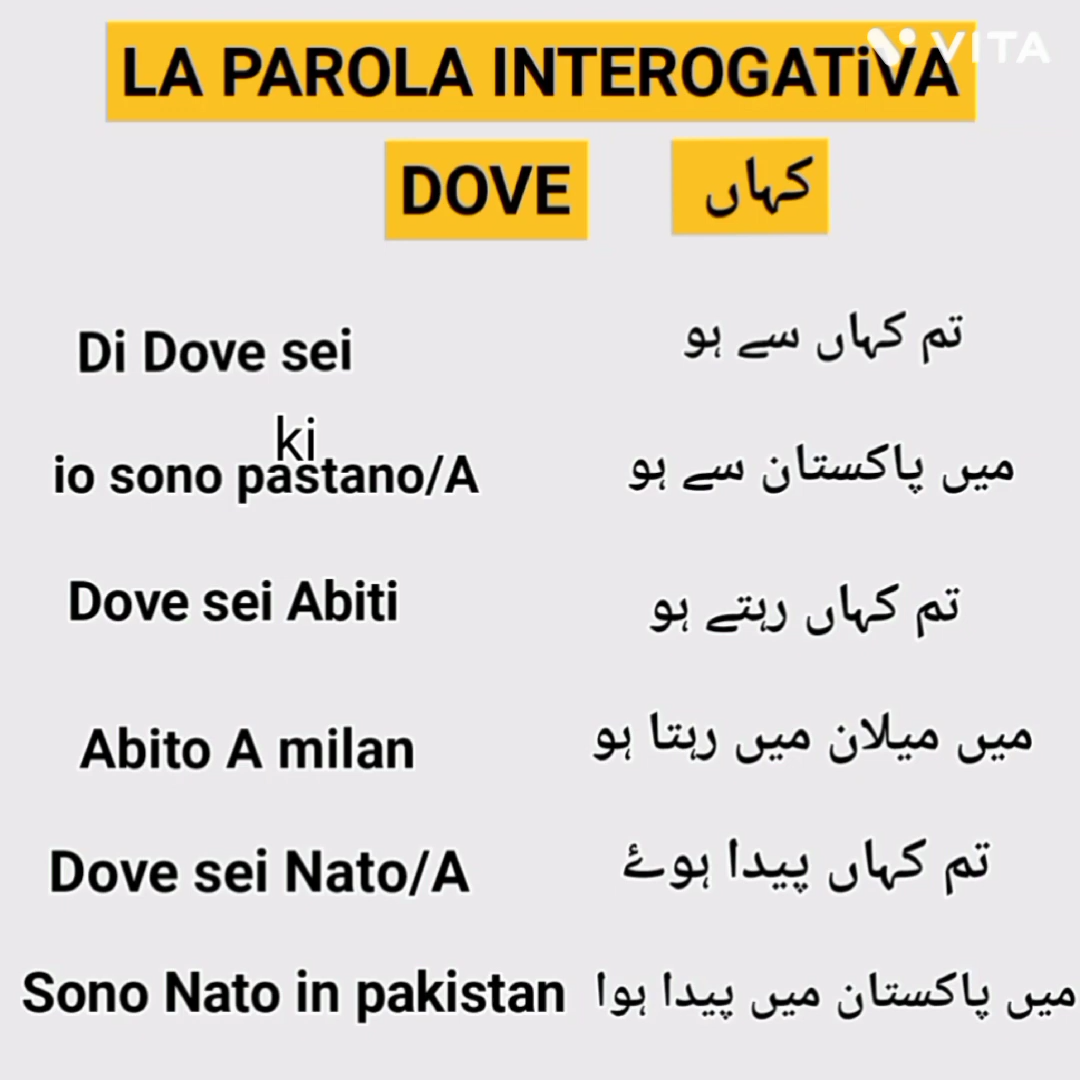 VITA
LA PAROLA INTEROGATiVA
DOVE کہاں
Di Dove sei تم کہاں سے ہو
ki
io sono pastano/A میں پاکستان سے ہو
Dove sei Abiti تم کہاں رہتے ہو
Abito A milan میں میلان میں رہتا ہو
Dove sei Nato/A تم کہاں پیدا ہوۓ
Sono Nato in pakistan میں پاکستان میں پیدا ہوا